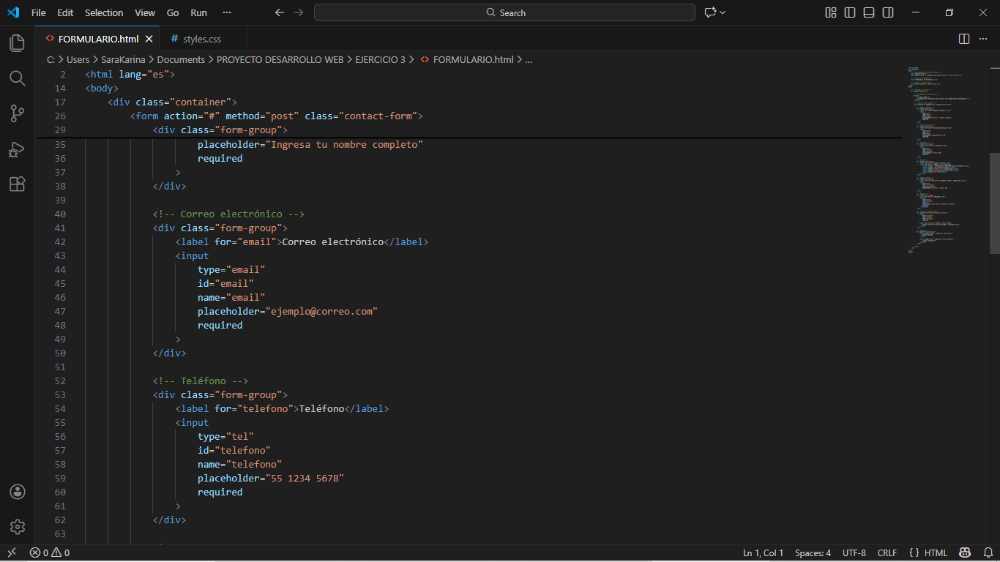 File Edit Selection View Go Run ···
Search
FORMULARIO.html
# styles.css
C: > Users > SaraKarina > Documents > PROYECTO DESARROLLO WEB > EJERCICIO 3 > FORMULARIO.html > ...
2 <html lang="es">
14 <body>
17 <div class="container">
26 <form action="#" method="post" class="contact-form">
29 <div class="form-group">
35 placeholder="Ingresa tu nombre completo"
36 required
37 >
38 </div>
39
40 <!-- Correo electrónico -->
41 <div class="form-group">
42 <label for="email">Correo electrónico</label>
43 <input
44 type="email"
45 id="email"
46 name="email"
47 placeholder="ejemplo@correo.com"
48 required
49 >
50 </div>
51
52 <!-- Teléfono -->
53 <div class="form-group">
54 <label for="telefono">Teléfono</label>
55 <input
56 type="tel"
57 id="telefono"
58 name="telefono"
59 placeholder="55 1234 5678"
60 required
61 >
62 </div>
63
0 0 Ln 1, Col 1 Spaces: 4 UTF-8 CRLF {} HTML